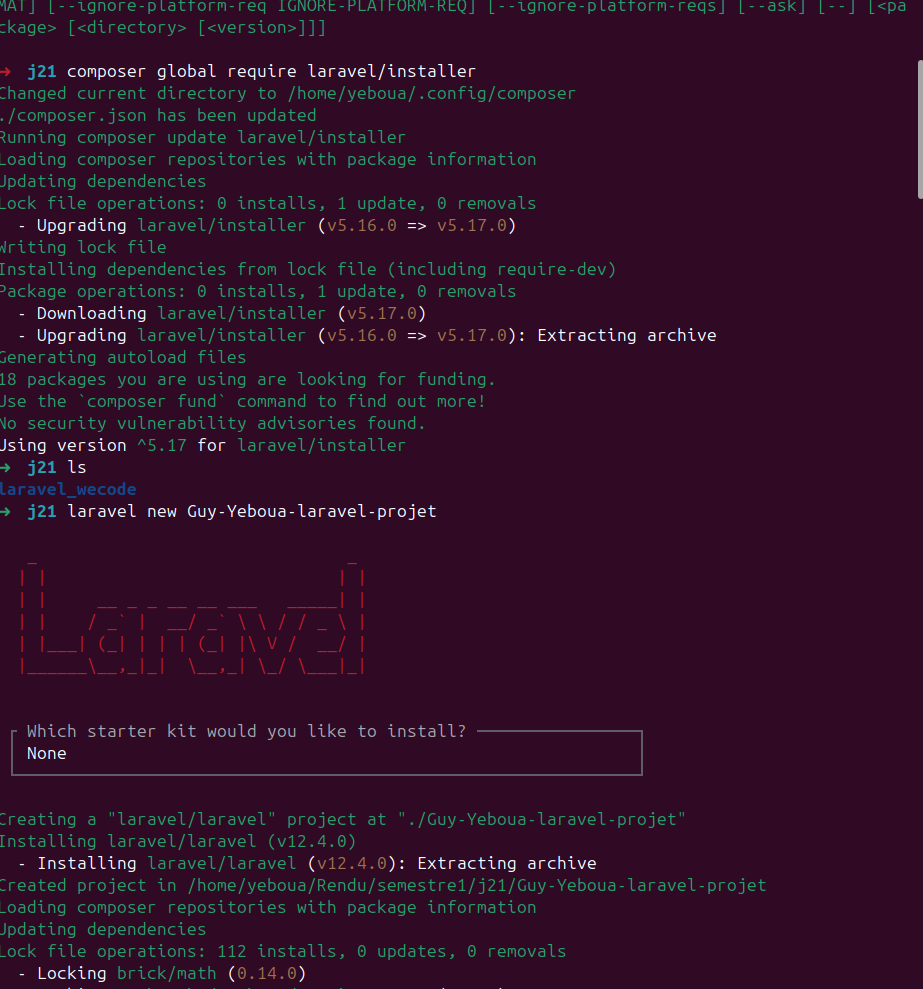 MAT] [--ignore-platform-req IGNORE-PLATFORM-REQ] [--ignore-platform-reqs] [--ask] [--] [<pa
ckage> [<directory> [<version>]]]
→ j21 composer global require laravel/installer
Changed current directory to /home/yeboua/.config/composer
./composer.json has been updated
Running composer update laravel/installer
Loading composer repositories with package information
Updating dependencies
Lock file operations: 0 installs, 1 update, 0 removals
  - Upgrading laravel/installer (v5.16.0 => v5.17.0)
Writing lock file
Installing dependencies from lock file (including require-dev)
Package operations: 0 installs, 1 update, 0 removals
  - Downloading laravel/installer (v5.17.0)
  - Upgrading laravel/installer (v5.16.0 => v5.17.0): Extracting archive
Generating autoload files
18 packages you are using are looking for funding.
Use the `composer fund` command to find out more!
No security vulnerability advisories found.
Using version ^5.17 for laravel/installer
→ j21 ls
laravel_wecode
→ j21 laravel new Guy-Yeboua-laravel-projet
Laravel
Which starter kit would you like to install?
None
Creating a "laravel/laravel" project at "./Guy-Yeboua-laravel-projet"
Installing laravel/laravel (v12.4.0)
  - Installing laravel/laravel (v12.4.0): Extracting archive
Created project in /home/yeboua/Rendu/semestre1/j21/Guy-Yeboua-laravel-projet
Loading composer repositories with package information
Updating dependencies
Lock file operations: 112 installs, 0 updates, 0 removals
  - Locking brick/math (0.14.0)